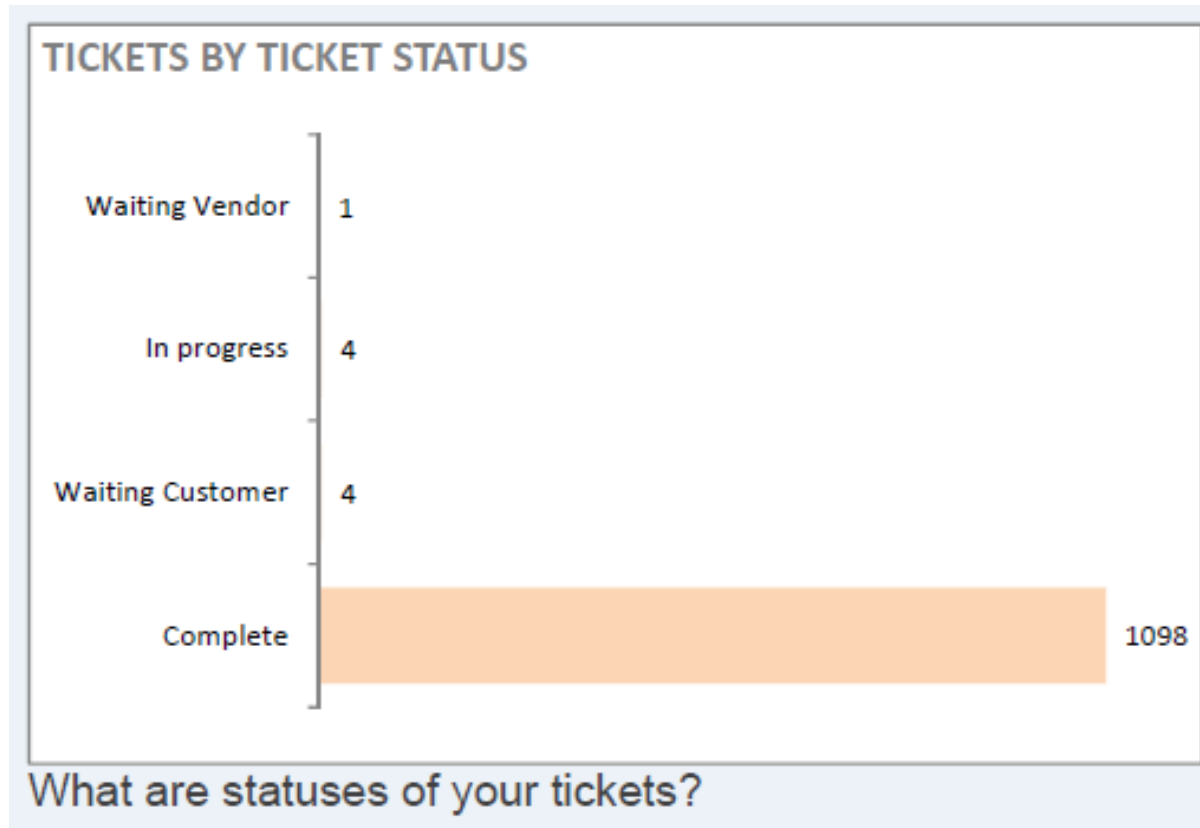 TICKETS BY TICKET STATUS
Waiting Vendor 1
In progress 4
Waiting Customer 4
Complete 1098
What are statuses of your tickets?